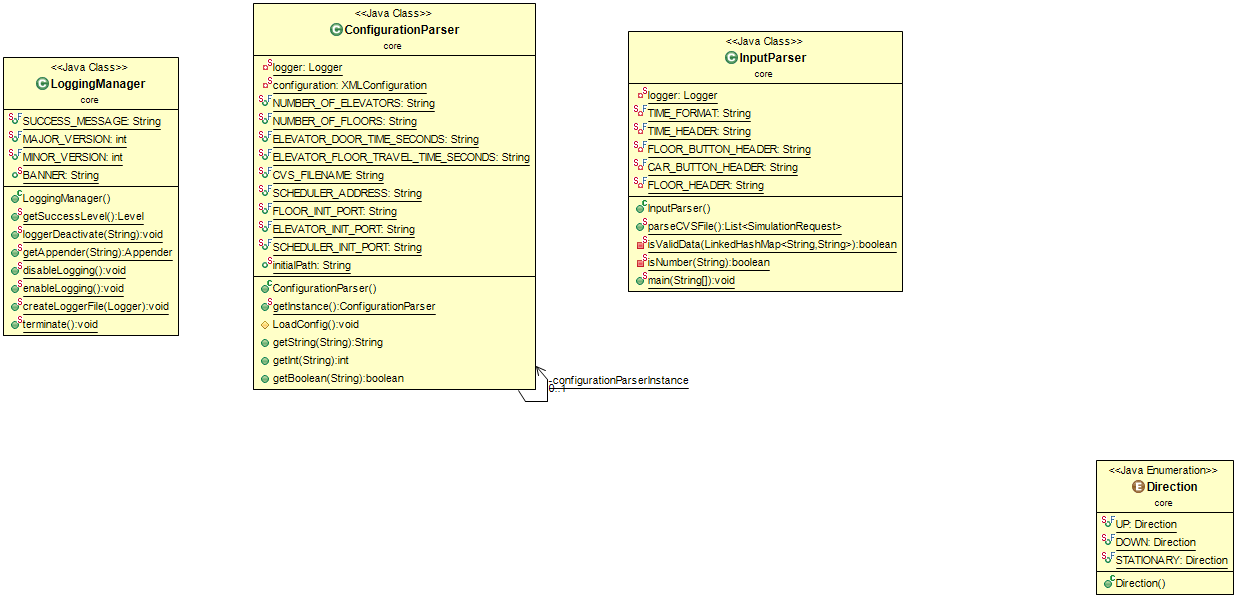 <<Java Class>>
LoggingManager
core
SUCCESS_MESSAGE: String
MAJOR_VERSION: int
MINOR_VERSION: int
BANNER: String
LoggingManager()
getSuccessLevel():Level
loggerDeactivate(String):void
getAppender(String):Appender
disableLogging():void
enableLogging():void
createLoggerFile(Logger):void
terminate():void
<<Java Class>>
ConfigurationParser
core
logger: Logger
configuration: XMLConfiguration
NUMBER_OF_ELEVATORS: String
NUMBER_OF_FLOORS: String
ELEVATOR_DOOR_TIME_SECONDS: String
ELEVATOR_FLOOR_TRAVEL_TIME_SECONDS: String
CVS_FILENAME: String
SCHEDULER_ADDRESS: String
FLOOR_INIT_PORT: String
ELEVATOR_INIT_PORT: String
SCHEDULER_INIT_PORT: String
initialPath: String
ConfigurationParser()
getInstance():ConfigurationParser
LoadConfig():void
getString(String):String
getInt(String):int
getBoolean(String):boolean
-configurationParserInstance
0..1
<<Java Class>>
InputParser
core
logger: Logger
TIME_FORMAT: String
TIME_HEADER: String
FLOOR_BUTTON_HEADER: String
CAR_BUTTON_HEADER: String
FLOOR_HEADER: String
InputParser()
parseCVSFile():List<SimulationRequest>
isValidData(LinkedHashMap<String,String>):boolean
isNumber(String):boolean
main(String[]):void
<<Java Enumeration>>
Direction
core
UP: Direction
DOWN: Direction
STATIONARY: Direction
Direction()